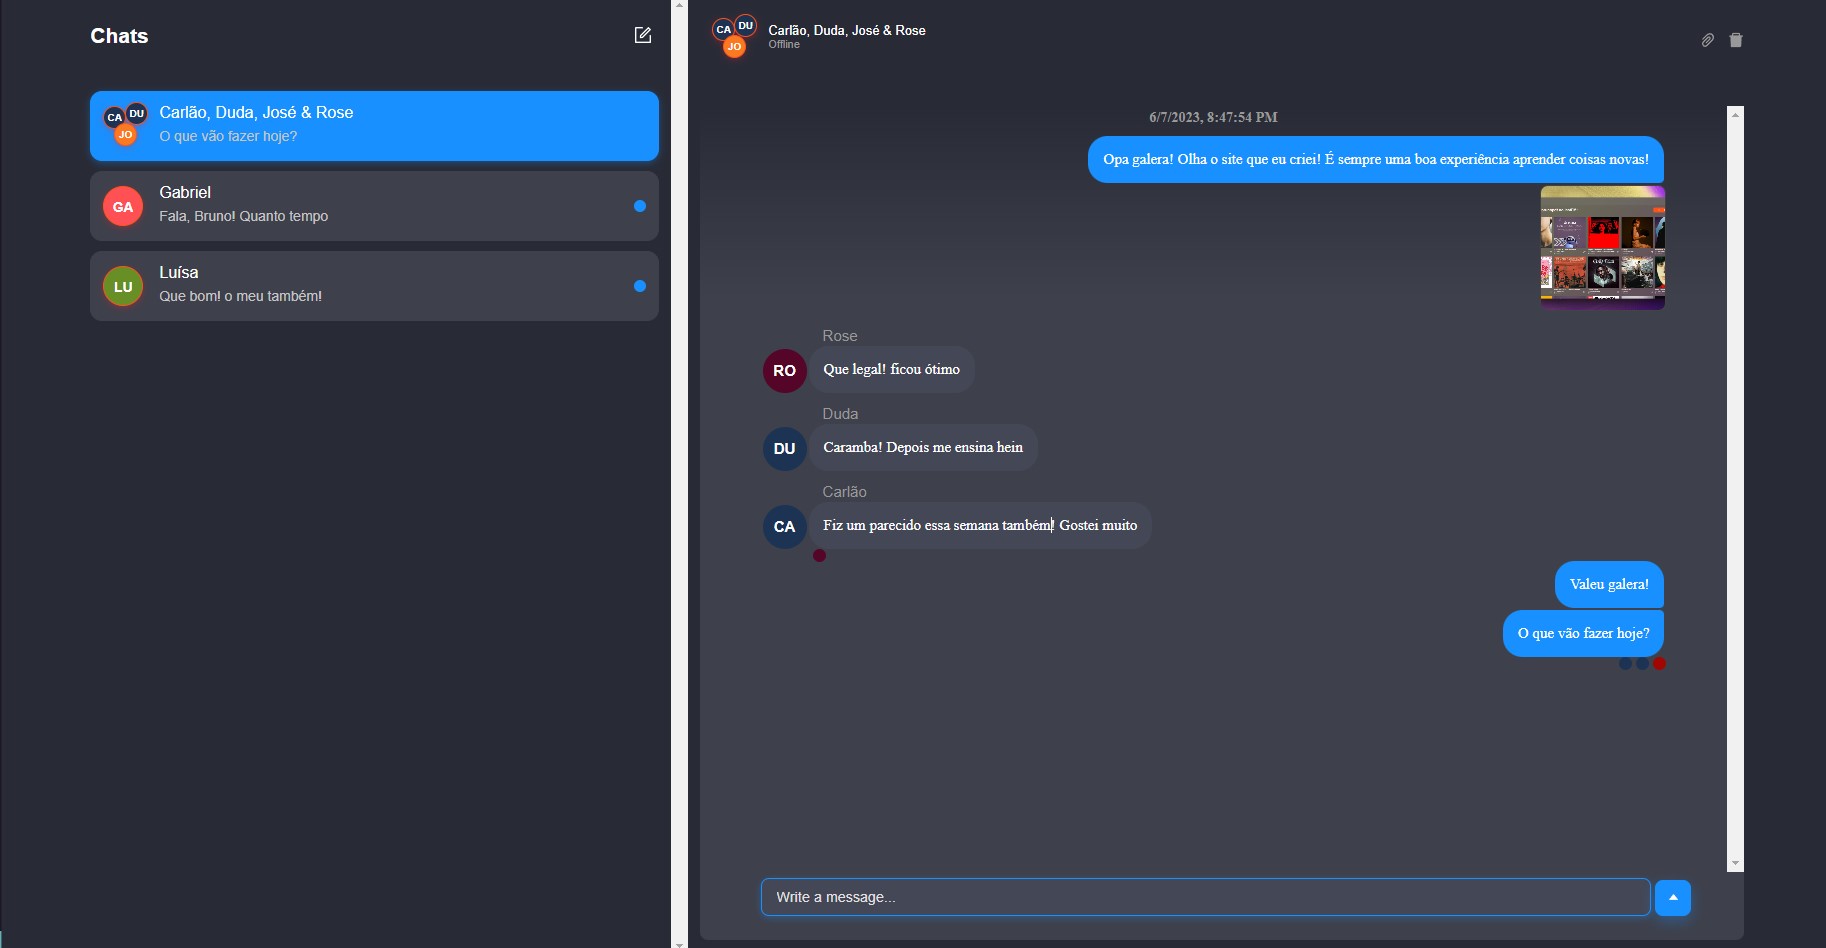 Chats
CA DU JO
Carlão, Duda, José & Rose
O que vão fazer hoje?
GA
Gabriel
Fala, Bruno! Quanto tempo
LU
Luísa
Que bom! o meu também!
CA DU JO
Carlão, Duda, José & Rose
Offline
6/7/2023, 8:47:54 PM
Opa galera! Olha o site que eu criei! É sempre uma boa experiência aprender coisas novas!
Rose
RO
Que legal! ficou ótimo
Duda
DU
Caramba! Depois me ensina hein
Carlão
CA
Fiz um parecido essa semana também! Gostei muito
Valeu galera!
O que vão fazer hoje?
Write a message...